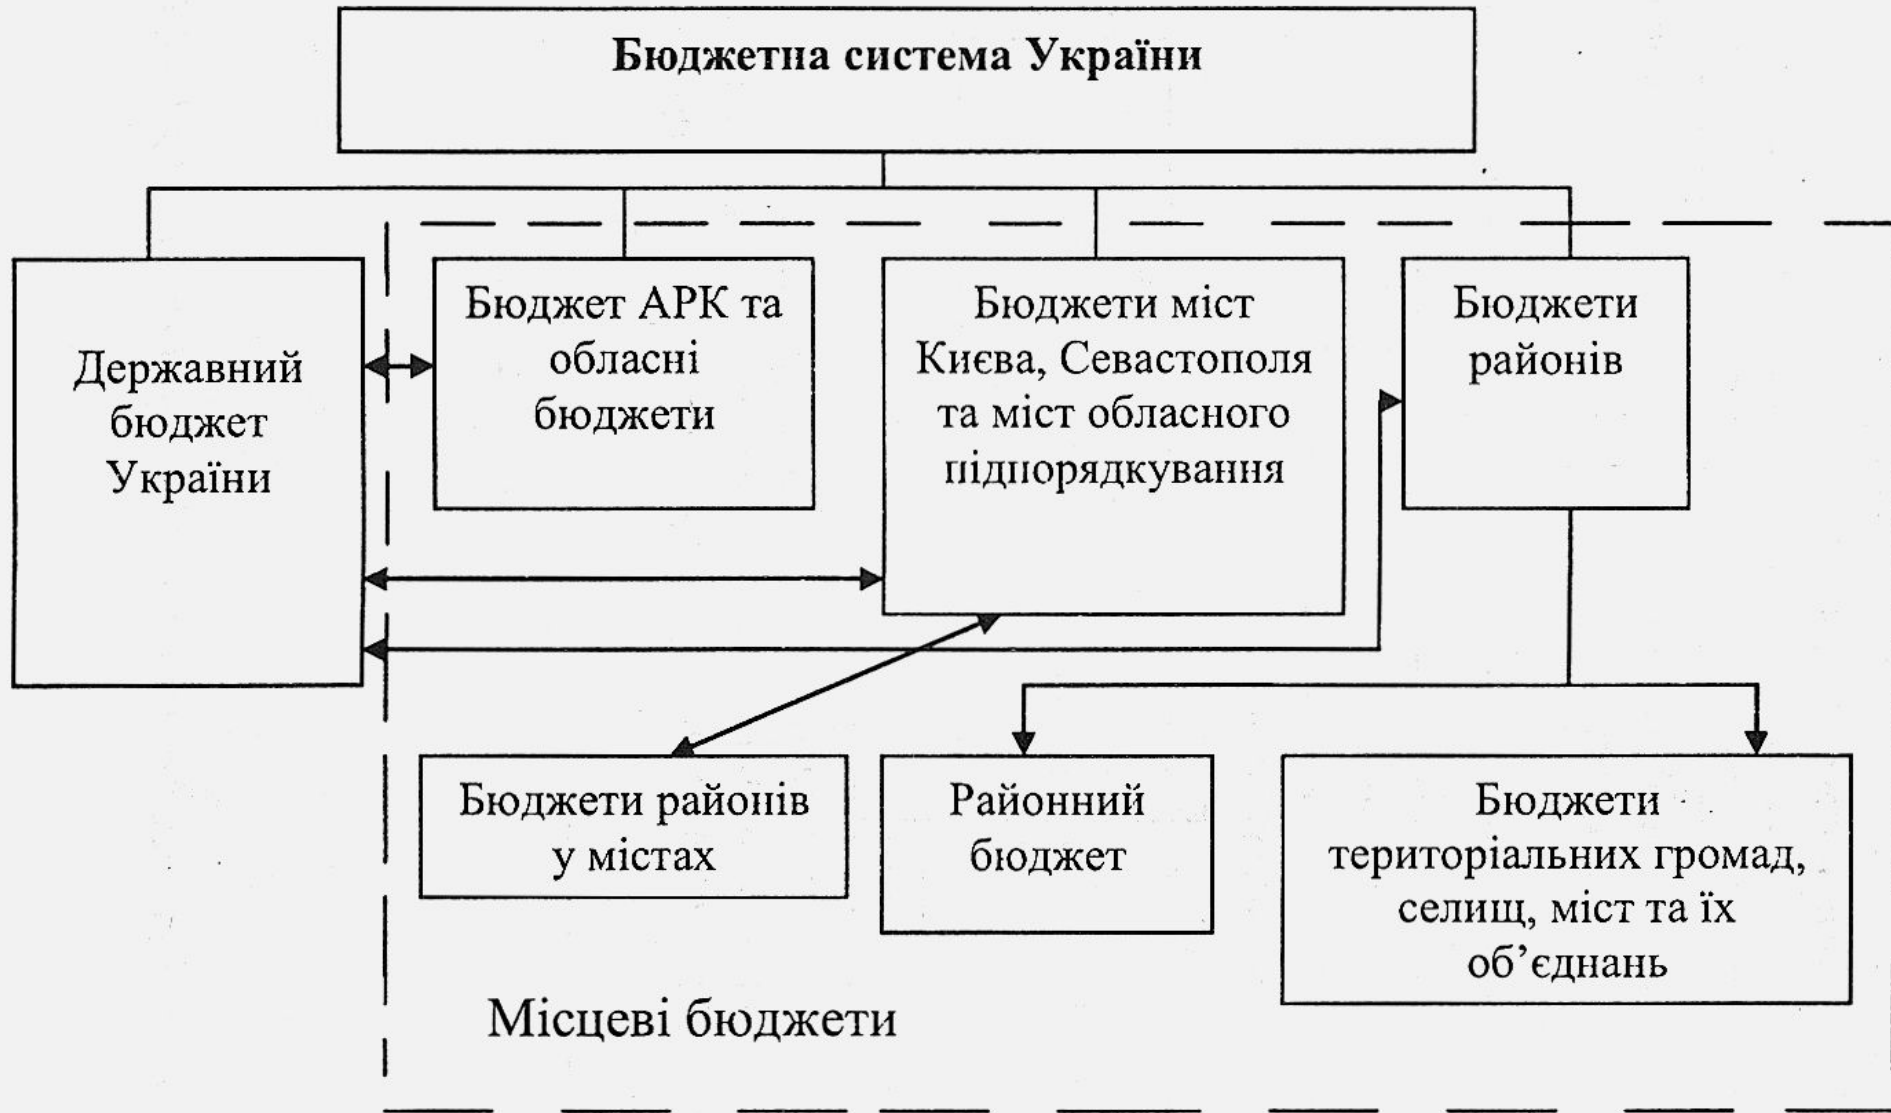 Бюджетна система України
Державний
бюджет
України
Бюджет АРК та
обласні
бюджети
Бюджети міст
Києва, Севастополя
та міст обласного
підпорядкування
Бюджети
районів
Бюджети районів
у містах
Районний
бюджет
Бюджети
територіальних громад,
селищ, міст та їх
об’єднань
Місцеві бюджети